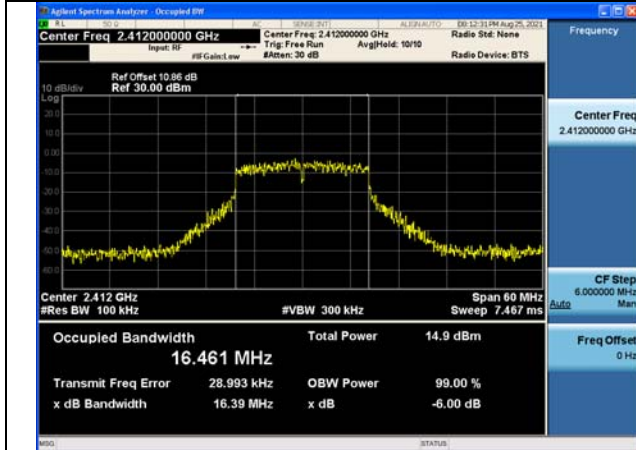 Agilent Spectrum Analyzer - Occupied BW
RL 50 Ω AC SENSE:INT ALIGN AUTO 08:12:31 PM Aug 25, 2021
Center Freq 2.412000000 GHz
Center Freq: 2.412000000 GHz
Radio Std: None
Input: RF
Trig: Free Run Avg|Hold: 10/10
#IFGain:Low #Atten: 30 dB
Radio Device: BTS
Frequency
Ref Offset 10.86 dB
10 dB/div Ref 30.00 dBm
Log
20.0
10.0
0.00
-10.0
-20.0
-30.0
-40.0
-50.0
-60.0
Center 2.412 GHz
Span 60 MHz
#Res BW 100 kHz
#VBW 300 kHz
Sweep 7.467 ms
Occupied Bandwidth
16.461 MHz
Total Power 14.9 dBm
Transmit Freq Error 28.993 kHz
OBW Power 99.00 %
x dB Bandwidth 16.39 MHz
x dB -6.00 dB
Center Freq
2.412000000 GHz
CF Step
6.000000 MHz
Auto Man
Freq Offset
0 Hz
MSG
STATUS